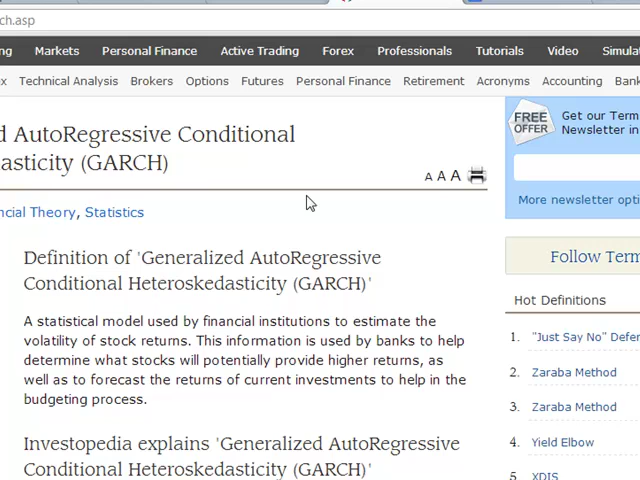 ch.asp
ng Markets Personal Finance Active Trading Forex Professionals Tutorials Video Simula
x Technical Analysis Brokers Options Futures Personal Finance Retirement Acronyms Accounting Bank
d AutoRegressive Conditional
asticity (GARCH)
A A A
ncial Theory, Statistics
Definition of 'Generalized AutoRegressive
Conditional Heteroskedasticity (GARCH)'
A statistical model used by financial institutions to estimate the
volatility of stock returns. This information is used by banks to help
determine what stocks will potentially provide higher returns, as
well as to forecast the returns of current investments to help in the
budgeting process.
Investopedia explains 'Generalized AutoRegressive
Conditional Heteroskedasticity (GARCH)'
FREE
OFFER
Get our Term
Newsletter in
More newsletter opti
Follow Term
Hot Definitions
1. "Just Say No" Defen
2. Zaraba Method
3. Zaraba Method
4. Yield Elbow
5. XDIS